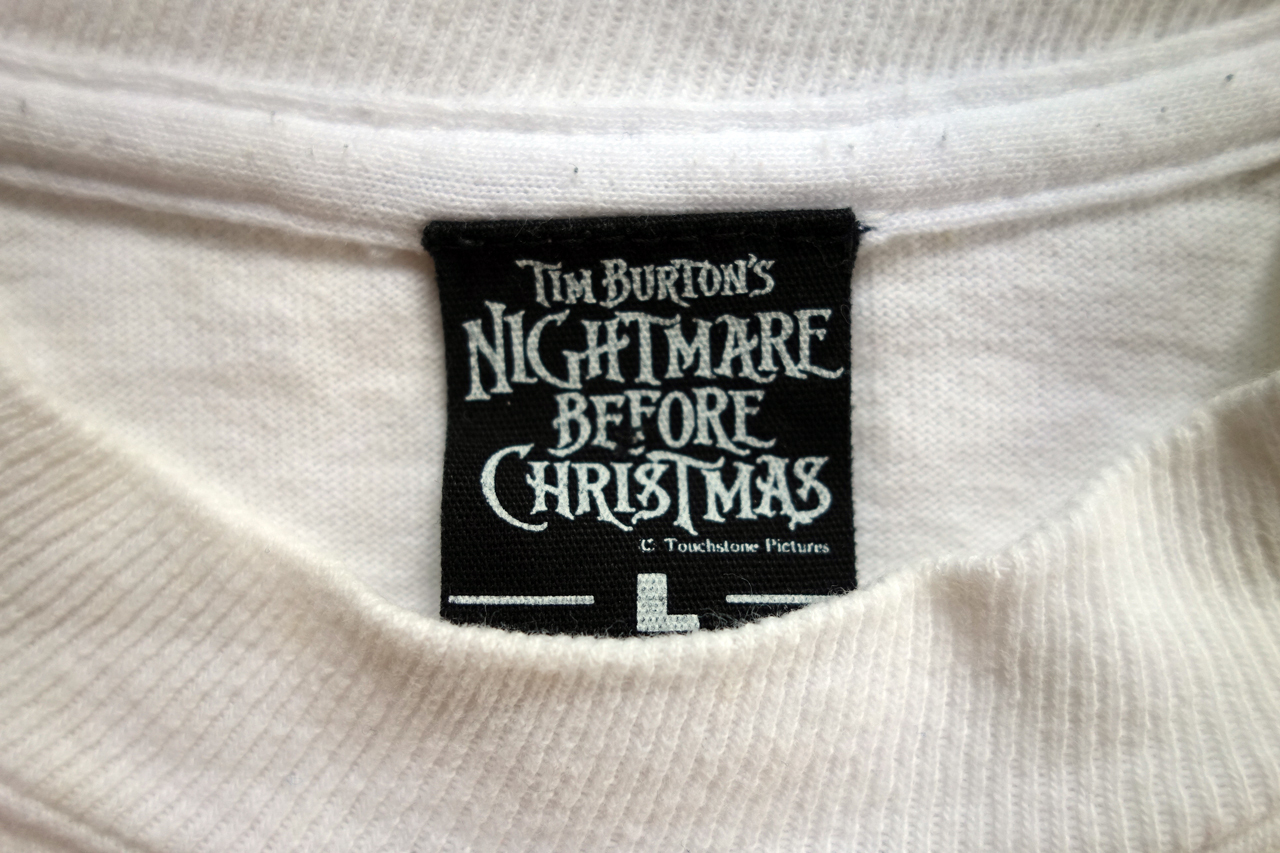 TIM BURTON'S
NIGHTMARE
BEFORE
CHRISTMAS
© Touchstone Pictures
L